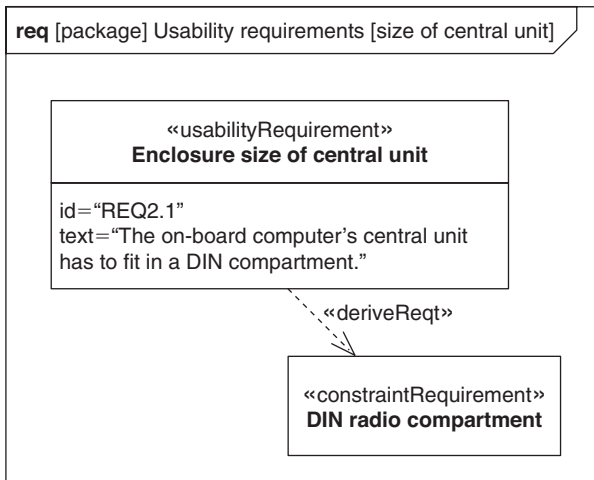 req [package] Usability requirements [size of central unit]
«usabilityRequirement»
Enclosure size of central unit
id=“REQ2.1”
text=“The on-board computer’s central unit
has to fit in a DIN compartment.”
«deriveReqt»
«constraintRequirement»
DIN radio compartment